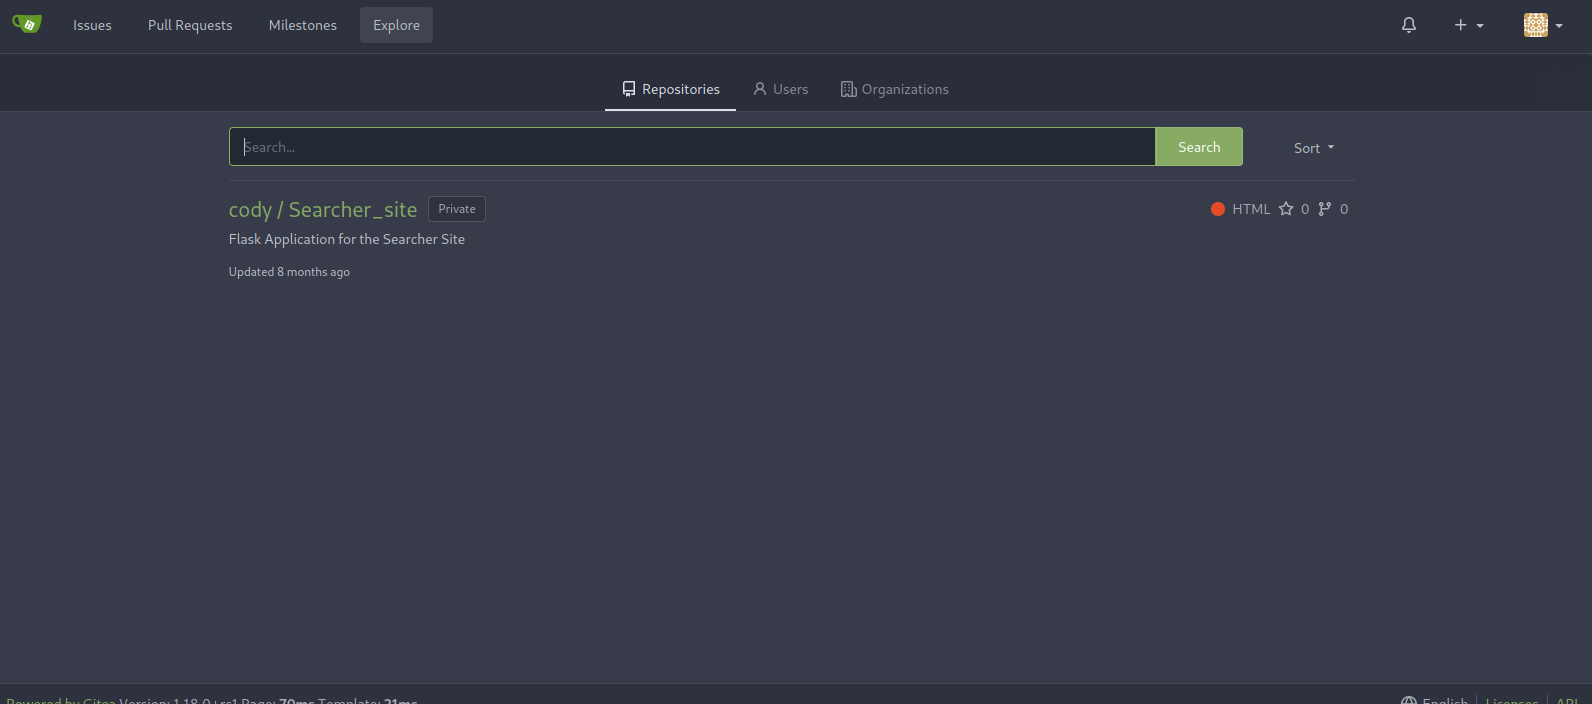 Issues Pull Requests Milestones Explore
Repositories Users Organizations
Search...
Search
Sort
cody / Searcher_site Private
HTML 0 0
Flask Application for the Searcher Site
Updated 8 months ago
Powered by Gitea Version: 1.18.0+rc1 Page: 70ms Template: 21ms
English Licenses API